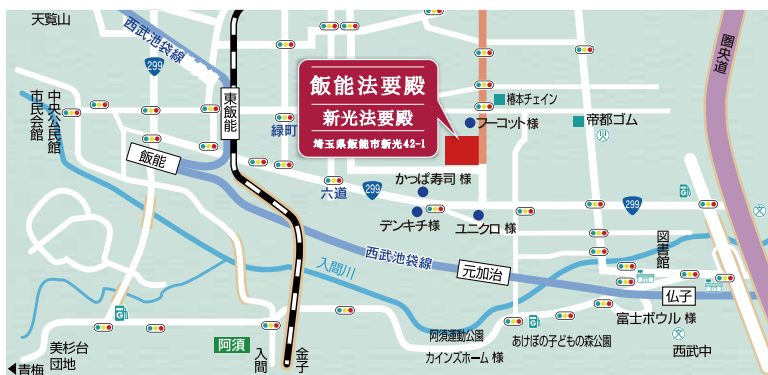 天覧山
西武池袋線
299
東飯能
中央公民館
市民会館
飯能
緑町
飯能法要殿
新光法要殿
埼玉県飯能市新光42-1
椿本チェイン
フーコット様
帝都ゴム
圏央道
かっぱ寿司 様
六道
299
299
デンキチ様
ユニクロ 様
文
G
西武池袋線
入間川
元加治
図書館
仏子
富士ボウル 様
文
西武中
G
美杉台
団地
青梅
阿須
入間
金子
阿須運動公園
カインズホーム 様
G
あけぼの子どもの森公園